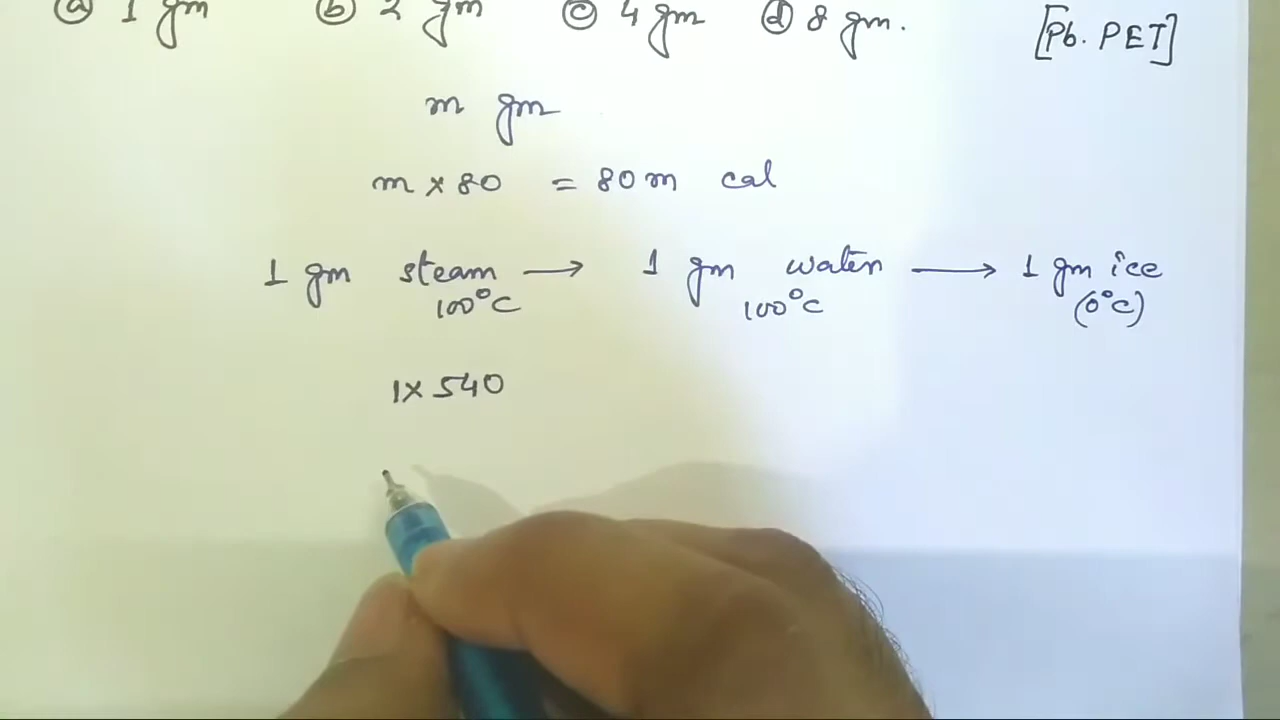 ⓐ 1 gm ⓑ 2 gm ⓒ 4 gm ⓓ 8 gm. [Pb. PET]
m gm
m × 80 = 80 m cal
1 gm steam → 1 gm water → 1 gm ice
100°C 100°C (0°C)
1 × 540